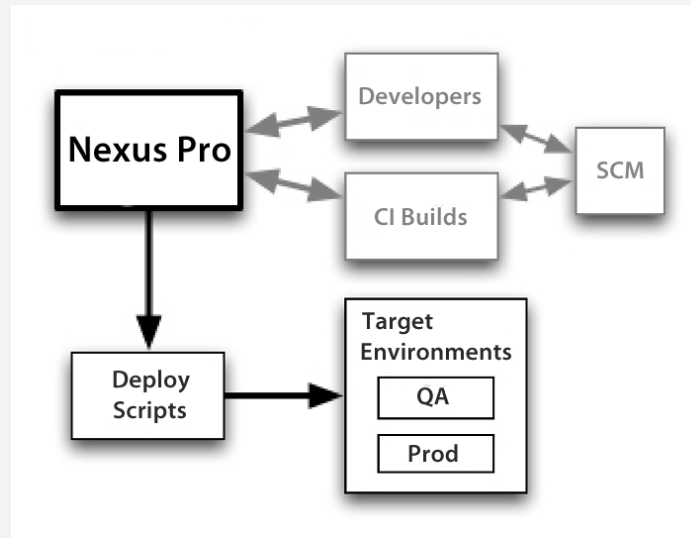 Nexus Pro
Developers
CI Builds
SCM
Deploy
Scripts
Target
Environments
QA
Prod